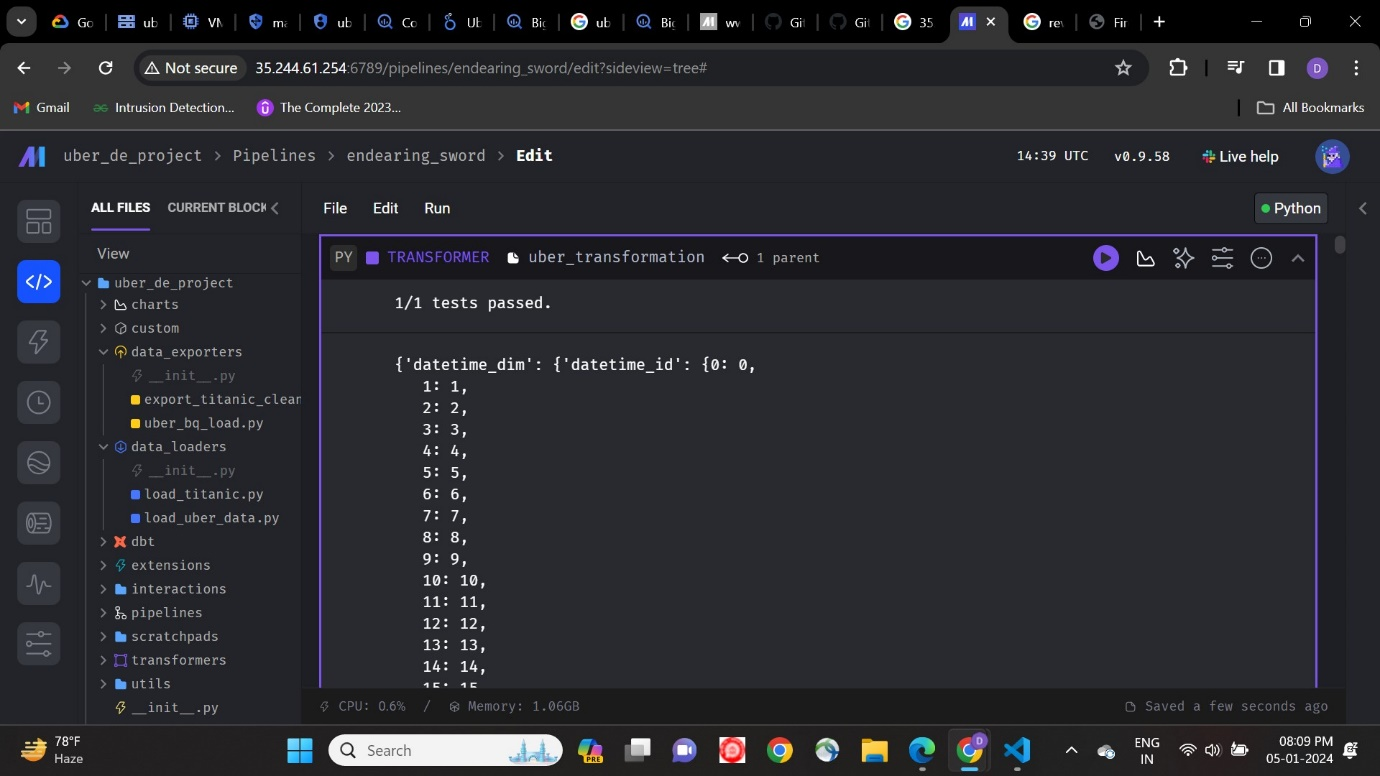 Go
ub
VM
ma
ub
Co
Ub
Big
ub
Big
wv
Git
Git
35
rev
Fir
Not secure
35.244.61.254:6789/pipelines/endearing_sword/edit?sideview=tree#
D
Gmail
Intrusion Detection...
The Complete 2023...
All Bookmarks
uber_de_project > Pipelines > endearing_sword > Edit
14:39 UTC
v0.9.58
Live help
ALL FILES
CURRENT BLOCK
File
Edit
Run
Python
View
PY
TRANSFORMER
uber_transformation
1 parent
uber_de_project
charts
custom
data_exporters
__init__.py
export_titanic_clean
uber_bq_load.py
data_loaders
__init__.py
load_titanic.py
load_uber_data.py
dbt
extensions
interactions
pipelines
scratchpads
transformers
utils
__init__.py
1/1 tests passed.
{'datetime_dim': {'datetime_id': {0: 0,
1: 1,
2: 2,
3: 3,
4: 4,
5: 5,
6: 6,
7: 7,
8: 8,
9: 9,
10: 10,
11: 11,
12: 12,
13: 13,
14: 14,
15: 15
CPU: 0.6% / Memory: 1.06GB
Saved a few seconds ago
78°F
Haze
Search
PRE
D
ENG
IN
08:09 PM
05-01-2024